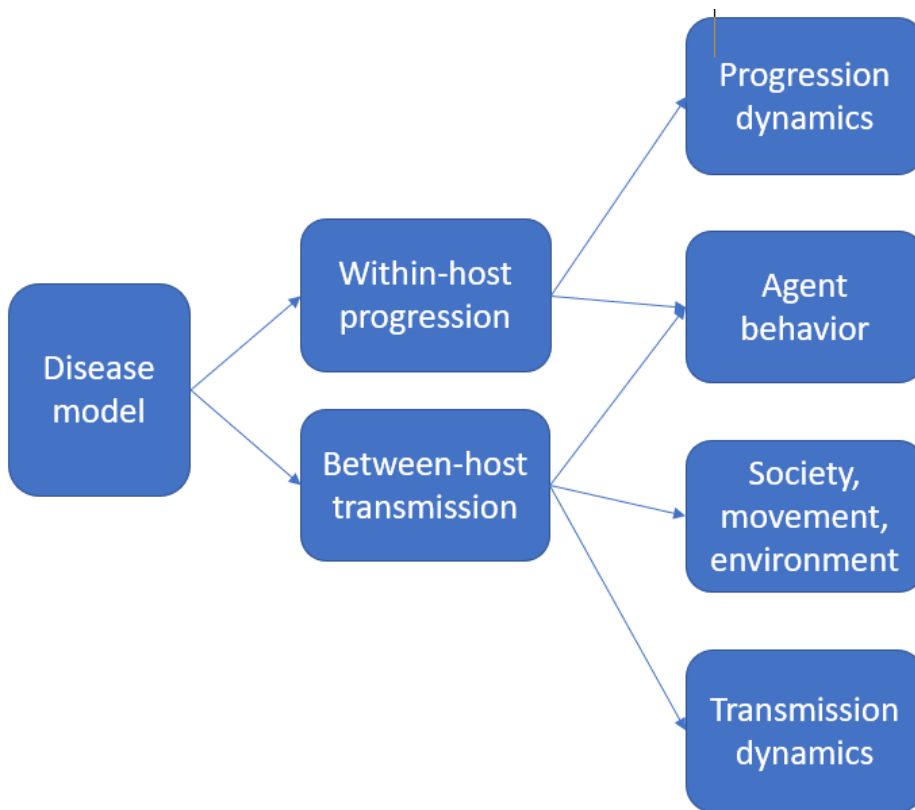 Disease
model
Within-host
progression
Between-host
transmission
Progression
dynamics
Agent
behavior
Society,
movement,
environment
Transmission
dynamics